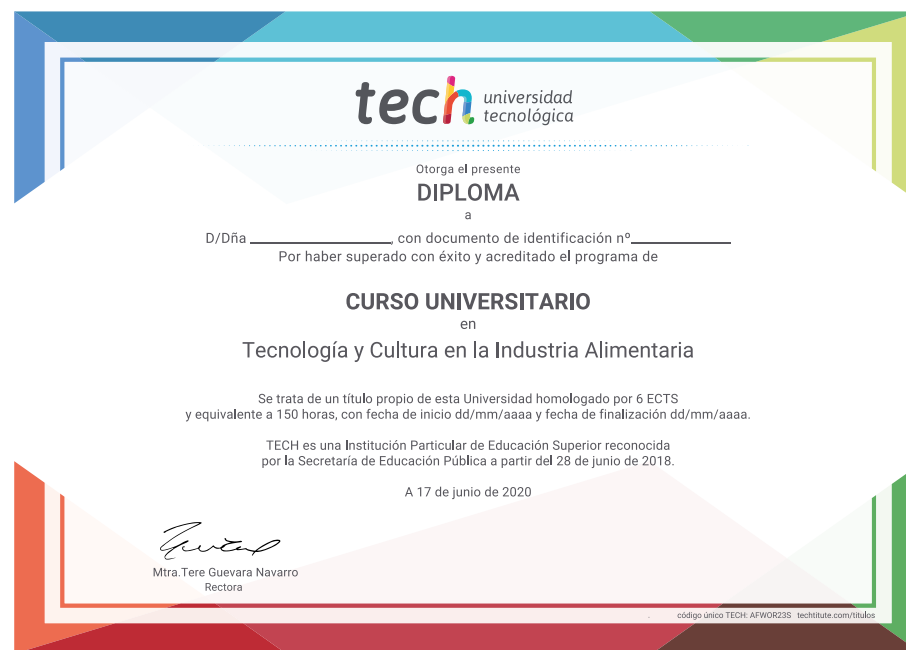 tech universidad
tecnológica
Otorga el presente
DIPLOMA
a
D/Dña ________________, con documento de identificación nº____________
Por haber superado con éxito y acreditado el programa de
CURSO UNIVERSITARIO
en
Tecnología y Cultura en la Industria Alimentaria
Se trata de un título propio de esta Universidad homologado por 6 ECTS
y equivalente a 150 horas, con fecha de inicio dd/mm/aaaa y fecha de finalización dd/mm/aaaa.
TECH es una Institución Particular de Educación Superior reconocida
por la Secretaría de Educación Pública a partir del 28 de junio de 2018.
A 17 de junio de 2020
Mtra.Tere Guevara Navarro
Rectora
código único TECH: AFWOR23S techtitute.com/titulos